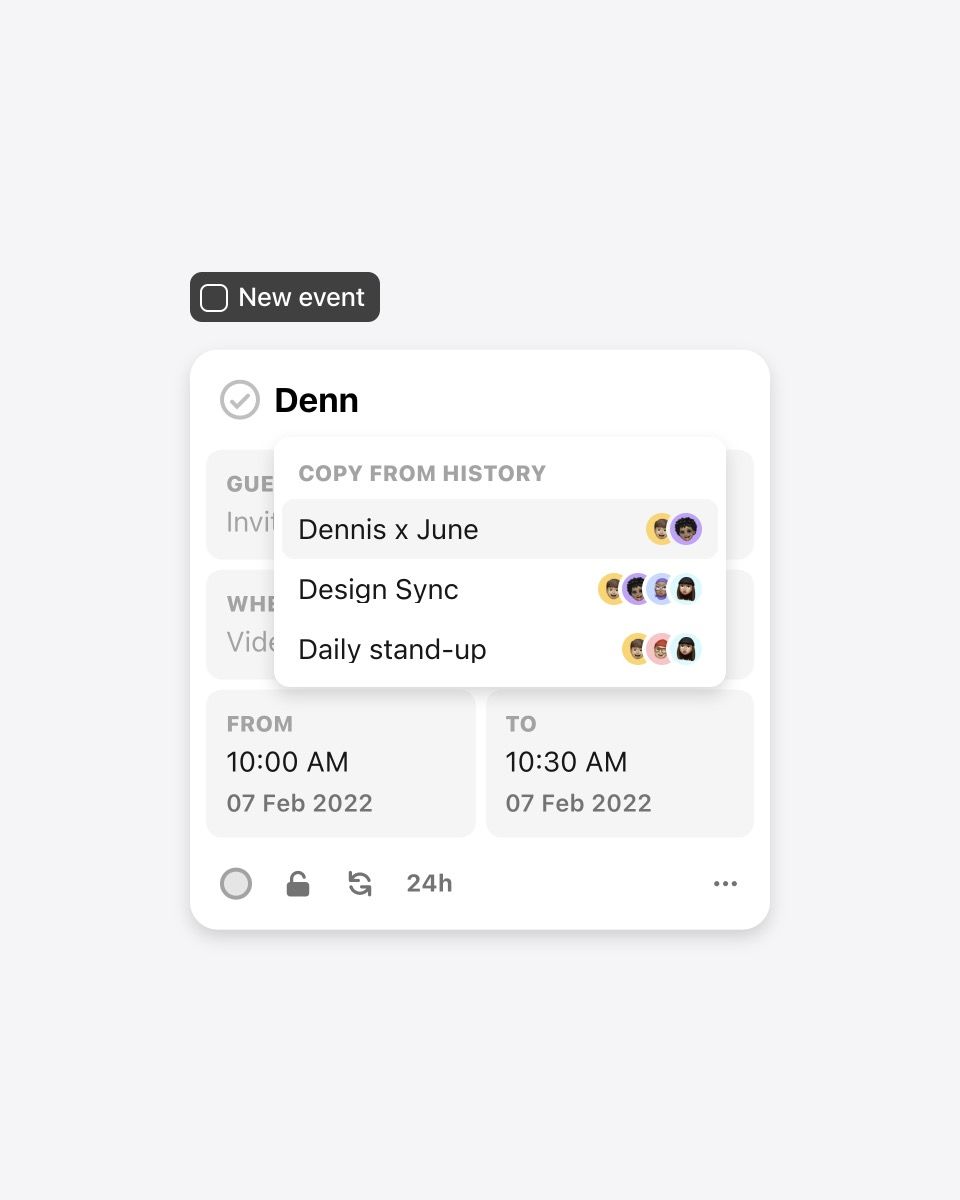 New event
Denn
COPY FROM HISTORY
GUE
Dennis x June
Invit
Design Sync
WHE
Daily stand-up
Vide
FROM
10:00 AM
07 Feb 2022
TO
10:30 AM
07 Feb 2022
24h